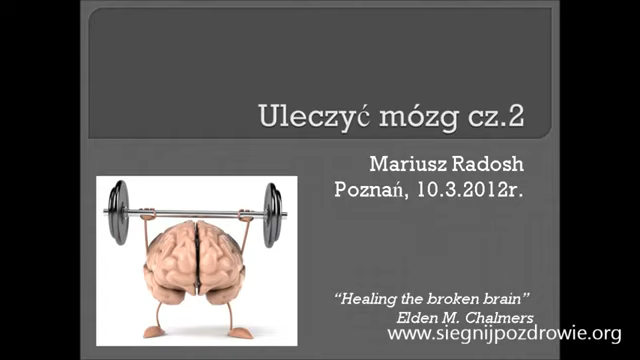 Uleczyć mózg cz.2
Mariusz Radosh
Poznań, 10.3.2012r.
“Healing the broken brain”
Elden M. Chalmers
www.siegnijpozdrowie.org